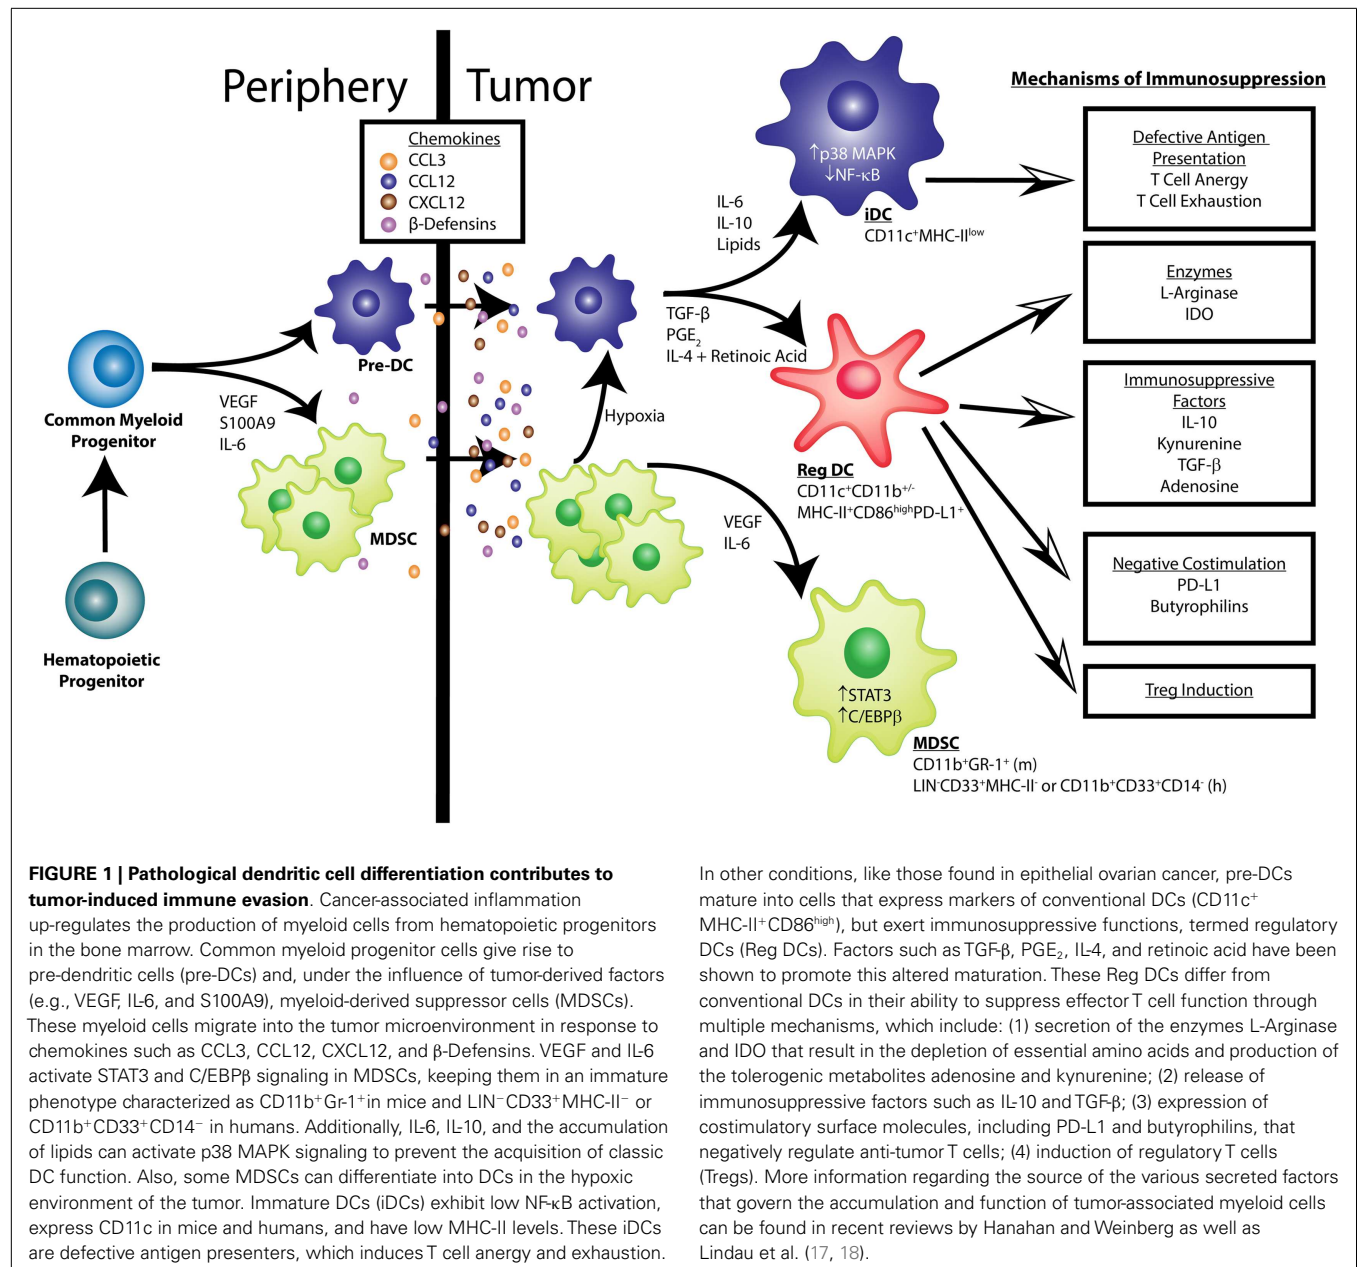 Periphery
Tumor
Chemokines
CCL3
CCL12
CXCL12
β-Defensins
Mechanisms of Immunosuppression
↑p38 MAPK
↓NF-κB
iDC
CD11c⁺MHC-IIˡᵒʷ
IL-6
IL-10
Lipids
TGF-β
PGE₂
IL-4 + Retinoic Acid
Pre-DC
Common Myeloid
Progenitor
VEGF
S100A9
IL-6
MDSC
Hematopoietic
Progenitor
Hypoxia
VEGF
IL-6
Reg DC
CD11c⁺CD11b⁺/⁻
MHC-II⁺CD86ʰⁱᵍʰPD-L1⁺
↑STAT3
↑C/EBPβ
MDSC
CD11b⁺GR-1⁺ (m)
LIN⁻CD33⁺MHC-II⁻ or CD11b⁺CD33⁺CD14⁻ (h)
Defective Antigen
Presentation
T Cell Anergy
T Cell Exhaustion
Enzymes
L-Arginase
IDO
Immunosuppressive
Factors
IL-10
Kynurenine
TGF-β
Adenosine
Negative Costimulation
PD-L1
Butyrophilins
Treg Induction
FIGURE 1 | Pathological dendritic cell differentiation contributes to
tumor-induced immune evasion. Cancer-associated inflammation
up-regulates the production of myeloid cells from hematopoietic progenitors
in the bone marrow. Common myeloid progenitor cells give rise to
pre-dendritic cells (pre-DCs) and, under the influence of tumor-derived factors
(e.g., VEGF, IL-6, and S100A9), myeloid-derived suppressor cells (MDSCs).
These myeloid cells migrate into the tumor microenvironment in response to
chemokines such as CCL3, CCL12, CXCL12, and β-Defensins. VEGF and IL-6
activate STAT3 and C/EBPβ signaling in MDSCs, keeping them in an immature
phenotype characterized as CD11b⁺Gr-1⁺in mice and LIN⁻CD33⁺MHC-II⁻ or
CD11b⁺CD33⁺CD14⁻ in humans. Additionally, IL-6, IL-10, and the accumulation
of lipids can activate p38 MAPK signaling to prevent the acquisition of classic
DC function. Also, some MDSCs can differentiate into DCs in the hypoxic
environment of the tumor. Immature DCs (iDCs) exhibit low NF-κB activation,
express CD11c in mice and humans, and have low MHC-II levels. These iDCs
are defective antigen presenters, which induces T cell anergy and exhaustion.
In other conditions, like those found in epithelial ovarian cancer, pre-DCs
mature into cells that express markers of conventional DCs (CD11c⁺
MHC-II⁺CD86ʰⁱᵍʰ), but exert immunosuppressive functions, termed regulatory
DCs (Reg DCs). Factors such as TGF-β, PGE₂, IL-4, and retinoic acid have been
shown to promote this altered maturation. These Reg DCs differ from
conventional DCs in their ability to suppress effector T cell function through
multiple mechanisms, which include: (1) secretion of the enzymes L-Arginase
and IDO that result in the depletion of essential amino acids and production of
the tolerogenic metabolites adenosine and kynurenine; (2) release of
immunosuppressive factors such as IL-10 and TGF-β; (3) expression of
costimulatory surface molecules, including PD-L1 and butyrophilins, that
negatively regulate anti-tumor T cells; (4) induction of regulatory T cells
(Tregs). More information regarding the source of the various secreted factors
that govern the accumulation and function of tumor-associated myeloid cells
can be found in recent reviews by Hanahan and Weinberg as well as
Lindau et al. (17, 18).